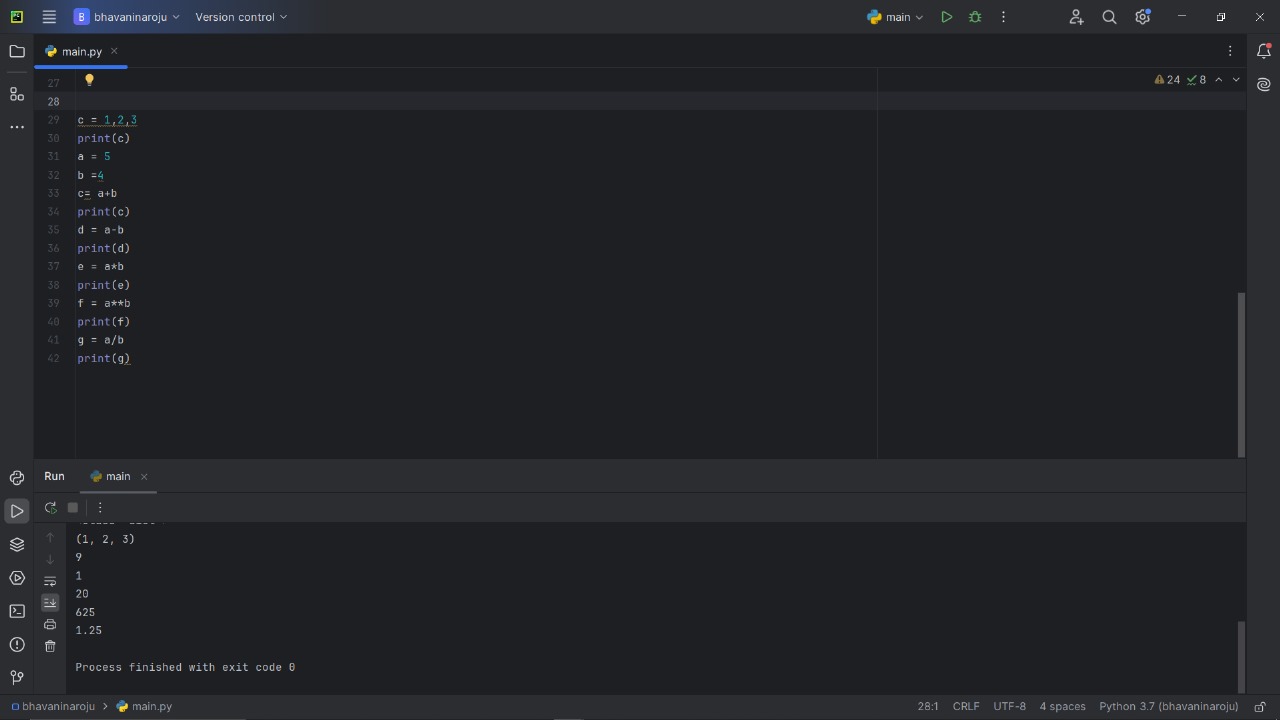 B bhavaninaroju Version control main
main.py
24 8
27
28
29 c = 1,2,3
30 print(c)
31 a = 5
32 b =4
33 c= a+b
34 print(c)
35 d = a-b
36 print(d)
37 e = a*b
38 print(e)
39 f = a**b
40 print(f)
41 g = a/b
42 print(g)
Run main
(1, 2, 3)
9
1
20
625
1.25
Process finished with exit code 0
bhavaninaroju main.py 28:1 CRLF UTF-8 4 spaces Python 3.7 (bhavaninaroju)